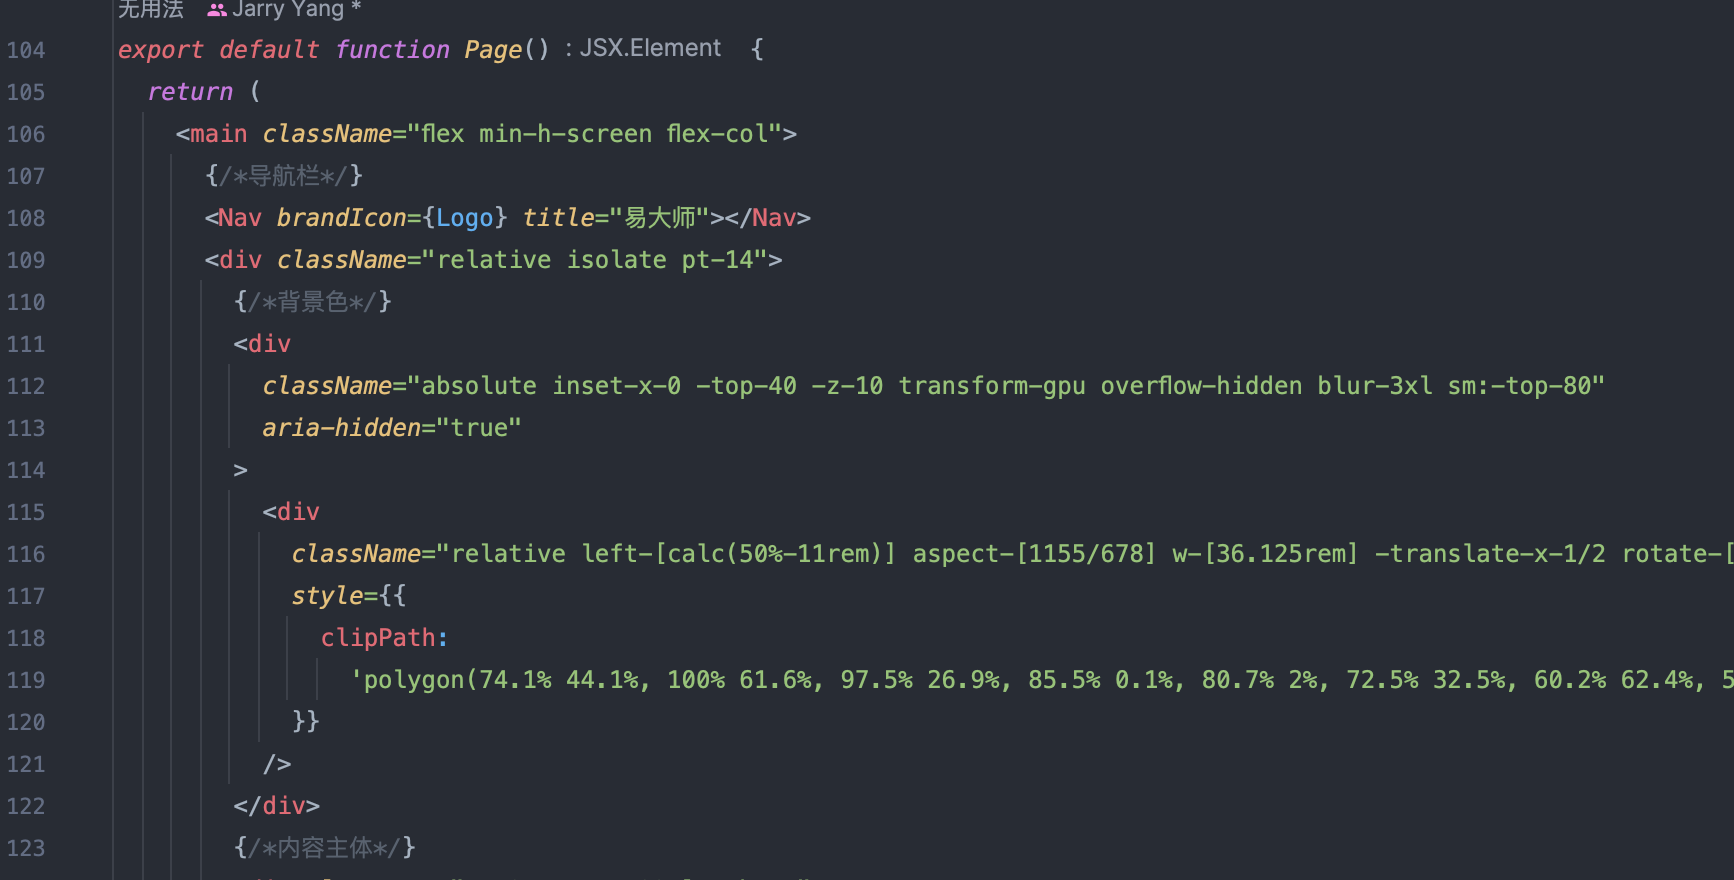 无用法 Jarry Yang *
104 export default function Page() : JSX.Element {
105 return (
106 <main className="flex min-h-screen flex-col">
107 {/*导航栏*/}
108 <Nav brandIcon={Logo} title="易大师"></Nav>
109 <div className="relative isolate pt-14">
110 {/*背景色*/}
111 <div
112 className="absolute inset-x-0 -top-40 -z-10 transform-gpu overflow-hidden blur-3xl sm:-top-80"
113 aria-hidden="true"
114 >
115 <div
116 className="relative left-[calc(50%-11rem)] aspect-[1155/678] w-[36.125rem] -translate-x-1/2 rotate-[
117 style={{
118 clipPath:
119 'polygon(74.1% 44.1%, 100% 61.6%, 97.5% 26.9%, 85.5% 0.1%, 80.7% 2%, 72.5% 32.5%, 60.2% 62.4%, 5
120 }}
121 />
122 </div>
123 {/*内容主体*/}